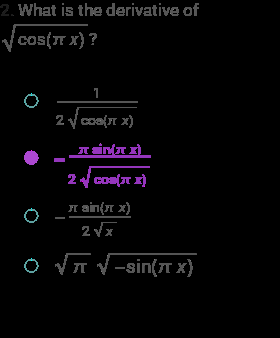 2. What is the derivative of
√cos(π x) ?
1
2 √cos(π x)
− π sin(π x)
2 √cos(π x)
− π sin(π x)
2 √x
√π √−sin(π x)